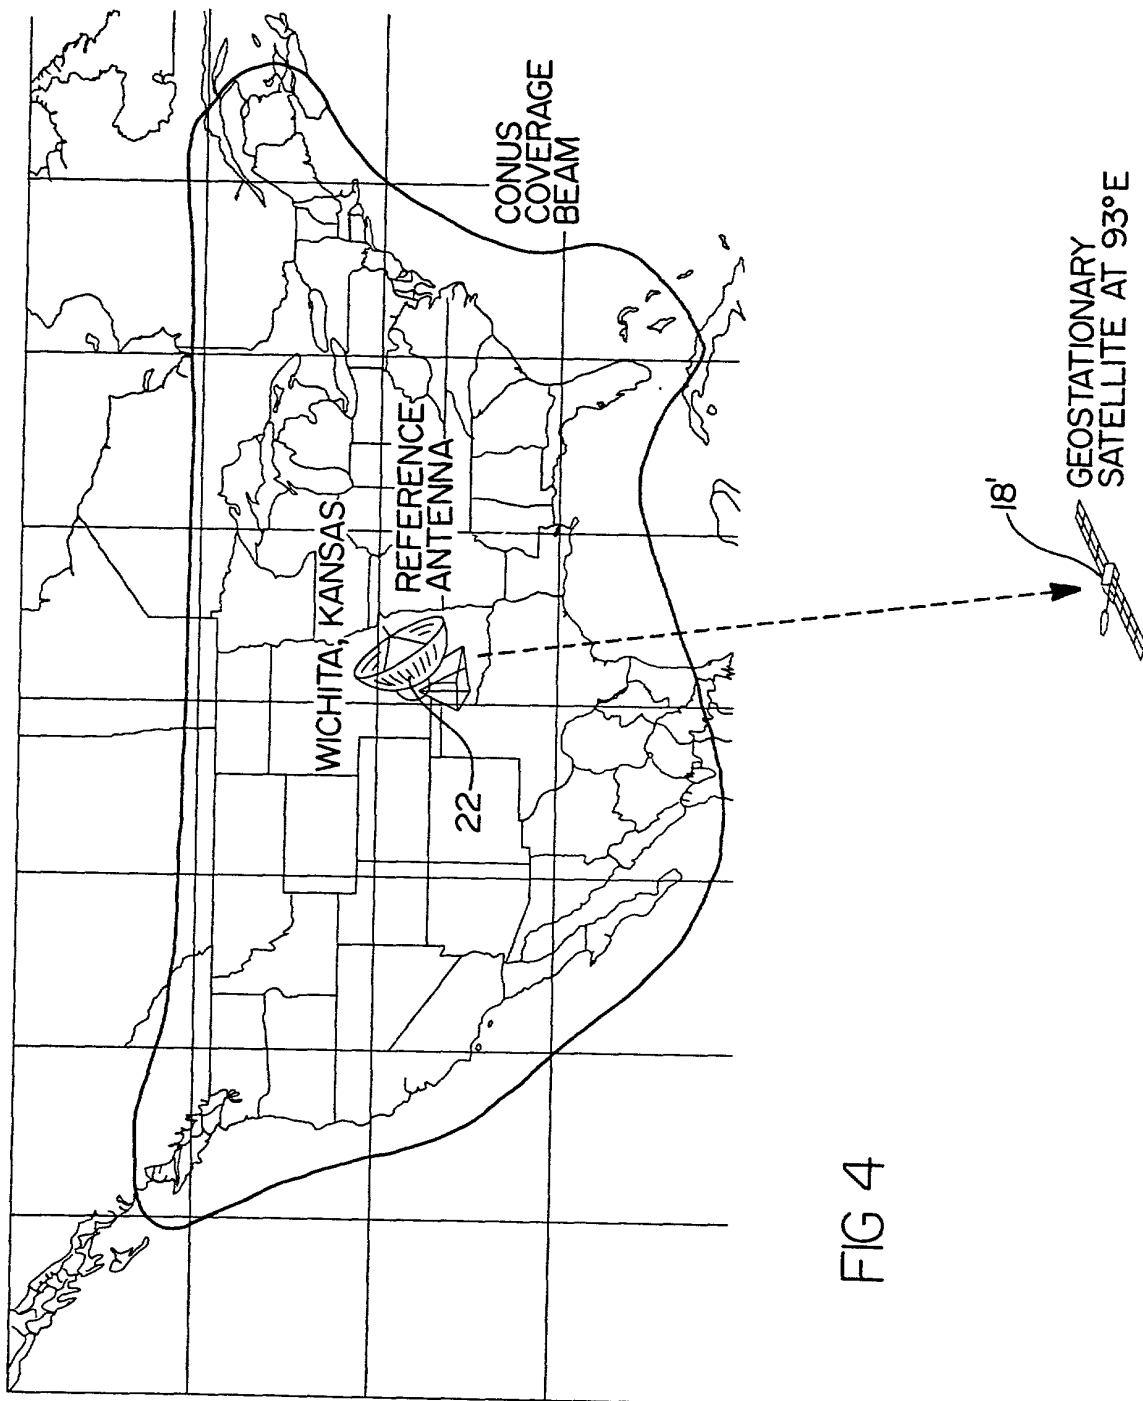 CONUS
COVERAGE
BEAM
WICHITA, KANSAS
REFERENCE
ANTENNA
22
18'
GEOSTATIONARY
SATELLITE AT 93°E
FIG 4